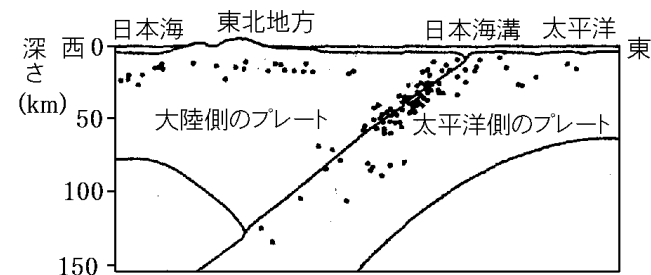 日本海 東北地方 日本海溝 太平洋
深さ 西 0 東
(km)
50
大陸側のプレート 太平洋側のプレート
100
150